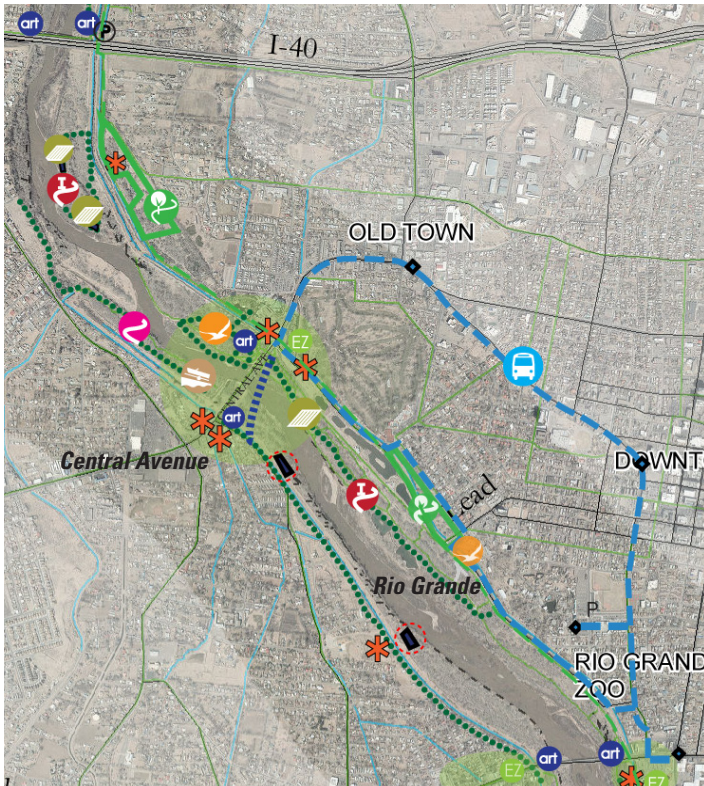 art
art
P
I-40
OLD TOWN
art
EZ
CENTRAL AVE
art
Central Avenue
DOWNT
Lead
Rio Grande
P
RIO GRAND
ZOO
art
art
EZ
EZ